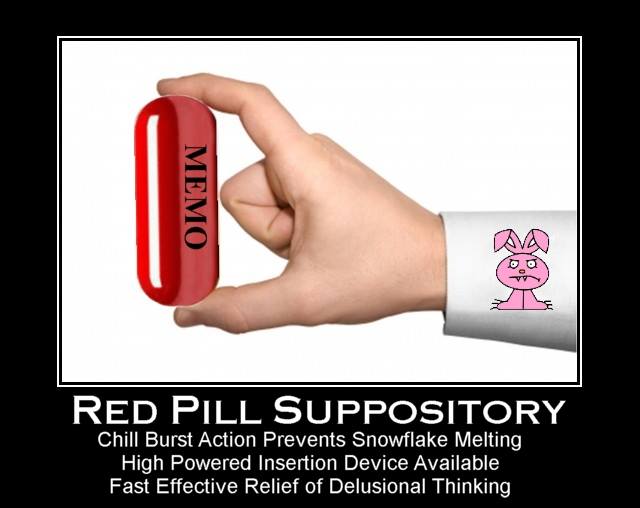 MEMO
RED PILL SUPPOSITORY
Chill Burst Action Prevents Snowflake Melting
High Powered Insertion Device Available
Fast Effective Relief of Delusional Thinking